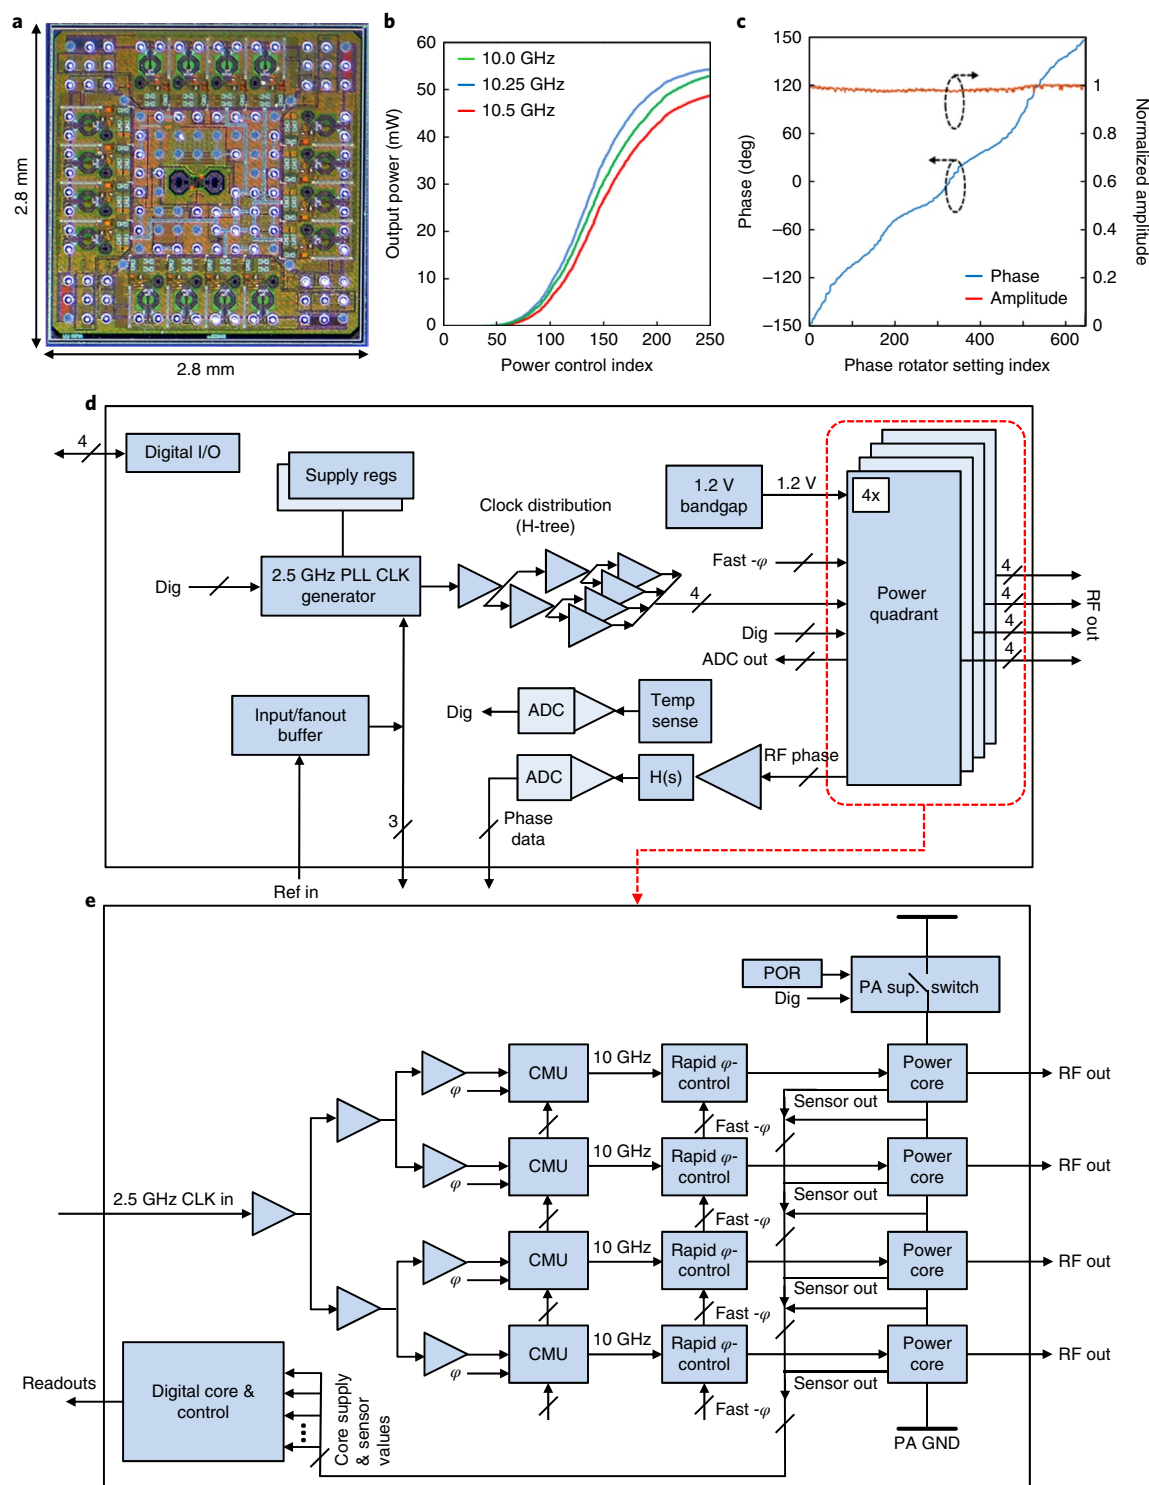 a
2.8 mm
2.8 mm
b
60
50
40
30
20
10
0
Output power (mW)
10.0 GHz
10.25 GHz
10.5 GHz
0
50
100
150
200
250
Power control index
c
150
120
60
0
−60
−120
−150
Phase (deg)
1
0.8
0.6
0.4
0.2
0
Normalized amplitude
Phase
Amplitude
0
200
400
600
Phase rotator setting index
d
4
Digital I/O
Supply regs
Clock distribution
(H-tree)
1.2 V
bandgap
1.2 V
4x
Dig
2.5 GHz PLL CLK
generator
Fast -φ
4
Power
quadrant
4
4
4
4
RF out
Dig
ADC out
Input/fanout
buffer
Dig
ADC
Temp
sense
ADC
H(s)
RF phase
3
Phase
data
Ref in
e
POR
Dig
PA sup. switch
φ
CMU
10 GHz
Rapid φ-
control
Power
core
RF out
Sensor out
Fast -φ
φ
CMU
10 GHz
Rapid φ-
control
Power
core
RF out
Sensor out
2.5 GHz CLK in
Fast -φ
φ
CMU
10 GHz
Rapid φ-
control
Power
core
RF out
Sensor out
Fast -φ
φ
CMU
10 GHz
Rapid φ-
control
Power
core
RF out
Sensor out
Fast -φ
Readouts
Digital core &
control
Core supply
& sensor
values
PA GND